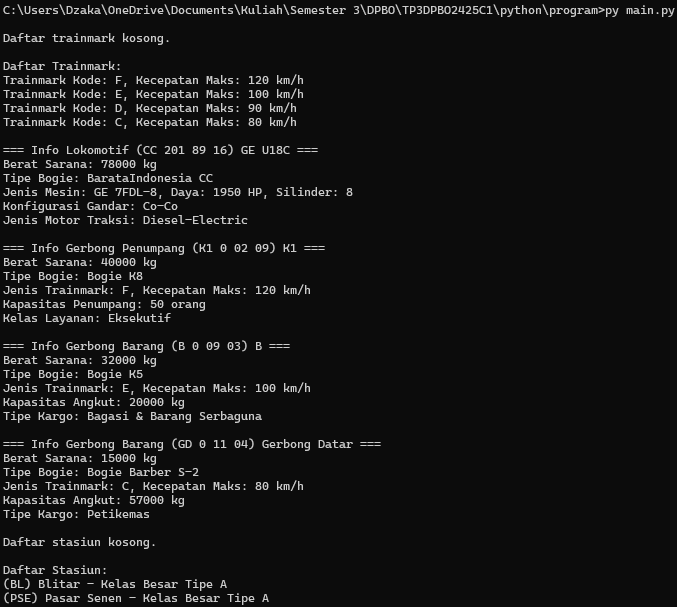 C:\Users\Dzaka\OneDrive\Documents\Kuliah\Semester 3\DPBO\TP3DPBO2425C1\python\program>py main.py
Daftar trainmark kosong.
Daftar Trainmark:
Trainmark Kode: F, Kecepatan Maks: 120 km/h
Trainmark Kode: E, Kecepatan Maks: 100 km/h
Trainmark Kode: D, Kecepatan Maks: 90 km/h
Trainmark Kode: C, Kecepatan Maks: 80 km/h
=== Info Lokomotif (CC 201 89 16) GE U18C ===
Berat Sarana: 78000 kg
Tipe Bogie: BarataIndonesia CC
Jenis Mesin: GE 7FDL-8, Daya: 1950 HP, Silinder: 8
Konfigurasi Gandar: Co-Co
Jenis Motor Traksi: Diesel-Electric
=== Info Gerbong Penumpang (K1 0 02 09) K1 ===
Berat Sarana: 40000 kg
Tipe Bogie: Bogie K8
Jenis Trainmark: F, Kecepatan Maks: 120 km/h
Kapasitas Penumpang: 50 orang
Kelas Layanan: Eksekutif
=== Info Gerbong Barang (B 0 09 03) B ===
Berat Sarana: 32000 kg
Tipe Bogie: Bogie K5
Jenis Trainmark: E, Kecepatan Maks: 100 km/h
Kapasitas Angkut: 20000 kg
Tipe Kargo: Bagasi & Barang Serbaguna
=== Info Gerbong Barang (GD 0 11 04) Gerbong Datar ===
Berat Sarana: 15000 kg
Tipe Bogie: Bogie Barber S-2
Jenis Trainmark: C, Kecepatan Maks: 80 km/h
Kapasitas Angkut: 57000 kg
Tipe Kargo: Petikemas
Daftar stasiun kosong.
Daftar Stasiun:
(BL) Blitar - Kelas Besar Tipe A
(PSE) Pasar Senen - Kelas Besar Tipe A